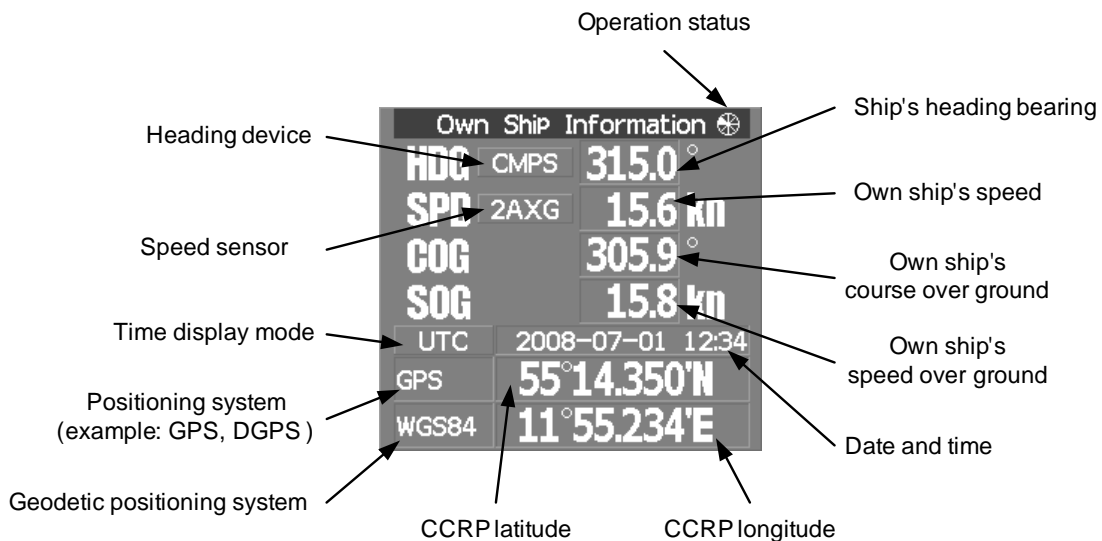 Operation status
Own Ship Information
Ship's heading bearing
Heading device
HDG CMPS 315.0°
Own ship's speed
SPD 2AXG 15.6 kn
Speed sensor
COG 305.9°
Own ship's
course over ground
SOG 15.8 kn
Time display mode
UTC 2008-07-01 12:34
Own ship's
speed over ground
GPS 55°14.350'N
Positioning system
(example: GPS, DGPS )
WGS84 11°55.234'E
Date and time
Geodetic positioning system
CCRP latitude
CCRP longitude